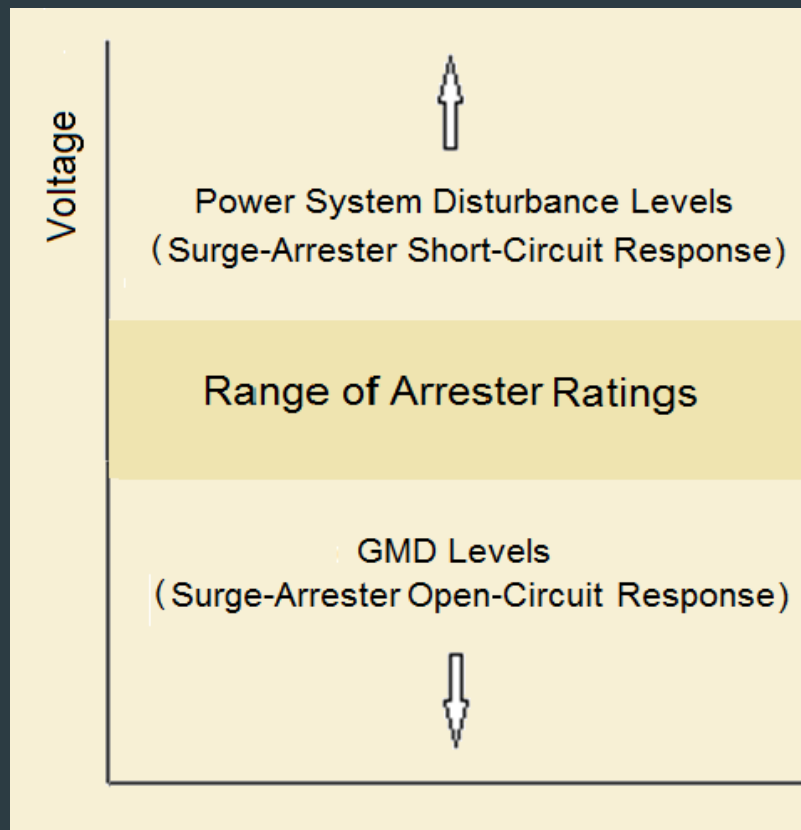 Voltage
Power System Disturbance Levels
(Surge-Arrester Short-Circuit Response)
Range of Arrester Ratings
GMD Levels
(Surge-Arrester Open-Circuit Response)